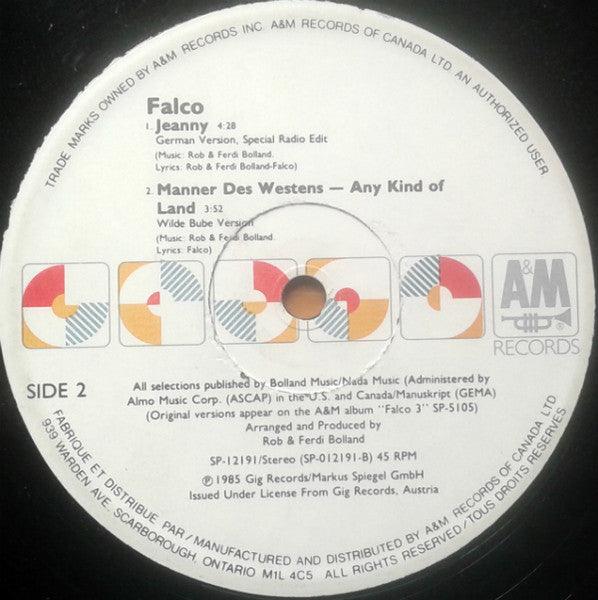 TRADE MARKS OWNED BY A&M RECORDS INC. A&M RECORDS OF CANADA LTD. AN AUTHORIZED USER.
Falco
1. Jeanny 4:28
German Version, Special Radio Edit
(Music: Rob & Ferdi Bolland.
Lyrics: Rob & Ferdi Bolland-Falco)
2. Manner Des Westens — Any Kind of
Land 3:52
Wilde Bube Version
(Music: Rob & Ferdi Bolland.
Lyrics: Falco)
A&M
®
RECORDS
SIDE 2
All selections published by Bolland Music/Nada Music (Administered by
Almo Music Corp. (ASCAP) in the U.S. and Canada/Manuskript (GEMA)
(Original versions appear on the A&M album "Falco 3" SP-5105)
Arranged and Produced by
Rob & Ferdi Bolland
SP-12191/Stereo (SP-012191-B) 45 RPM
℗ 1985 Gig Records/Markus Spiegel GmbH
Issued Under License From Gig Records, Austria
FABRIQUE ET DISTRIBUE PAR/MANUFACTURED AND DISTRIBUTED BY A&M RECORDS OF CANADA LTD
939 WARDEN AVE. SCARBOROUGH, ONTARIO M1L 4C5 ALL RIGHTS RESERVED/TOUS DROITS RESERVES.